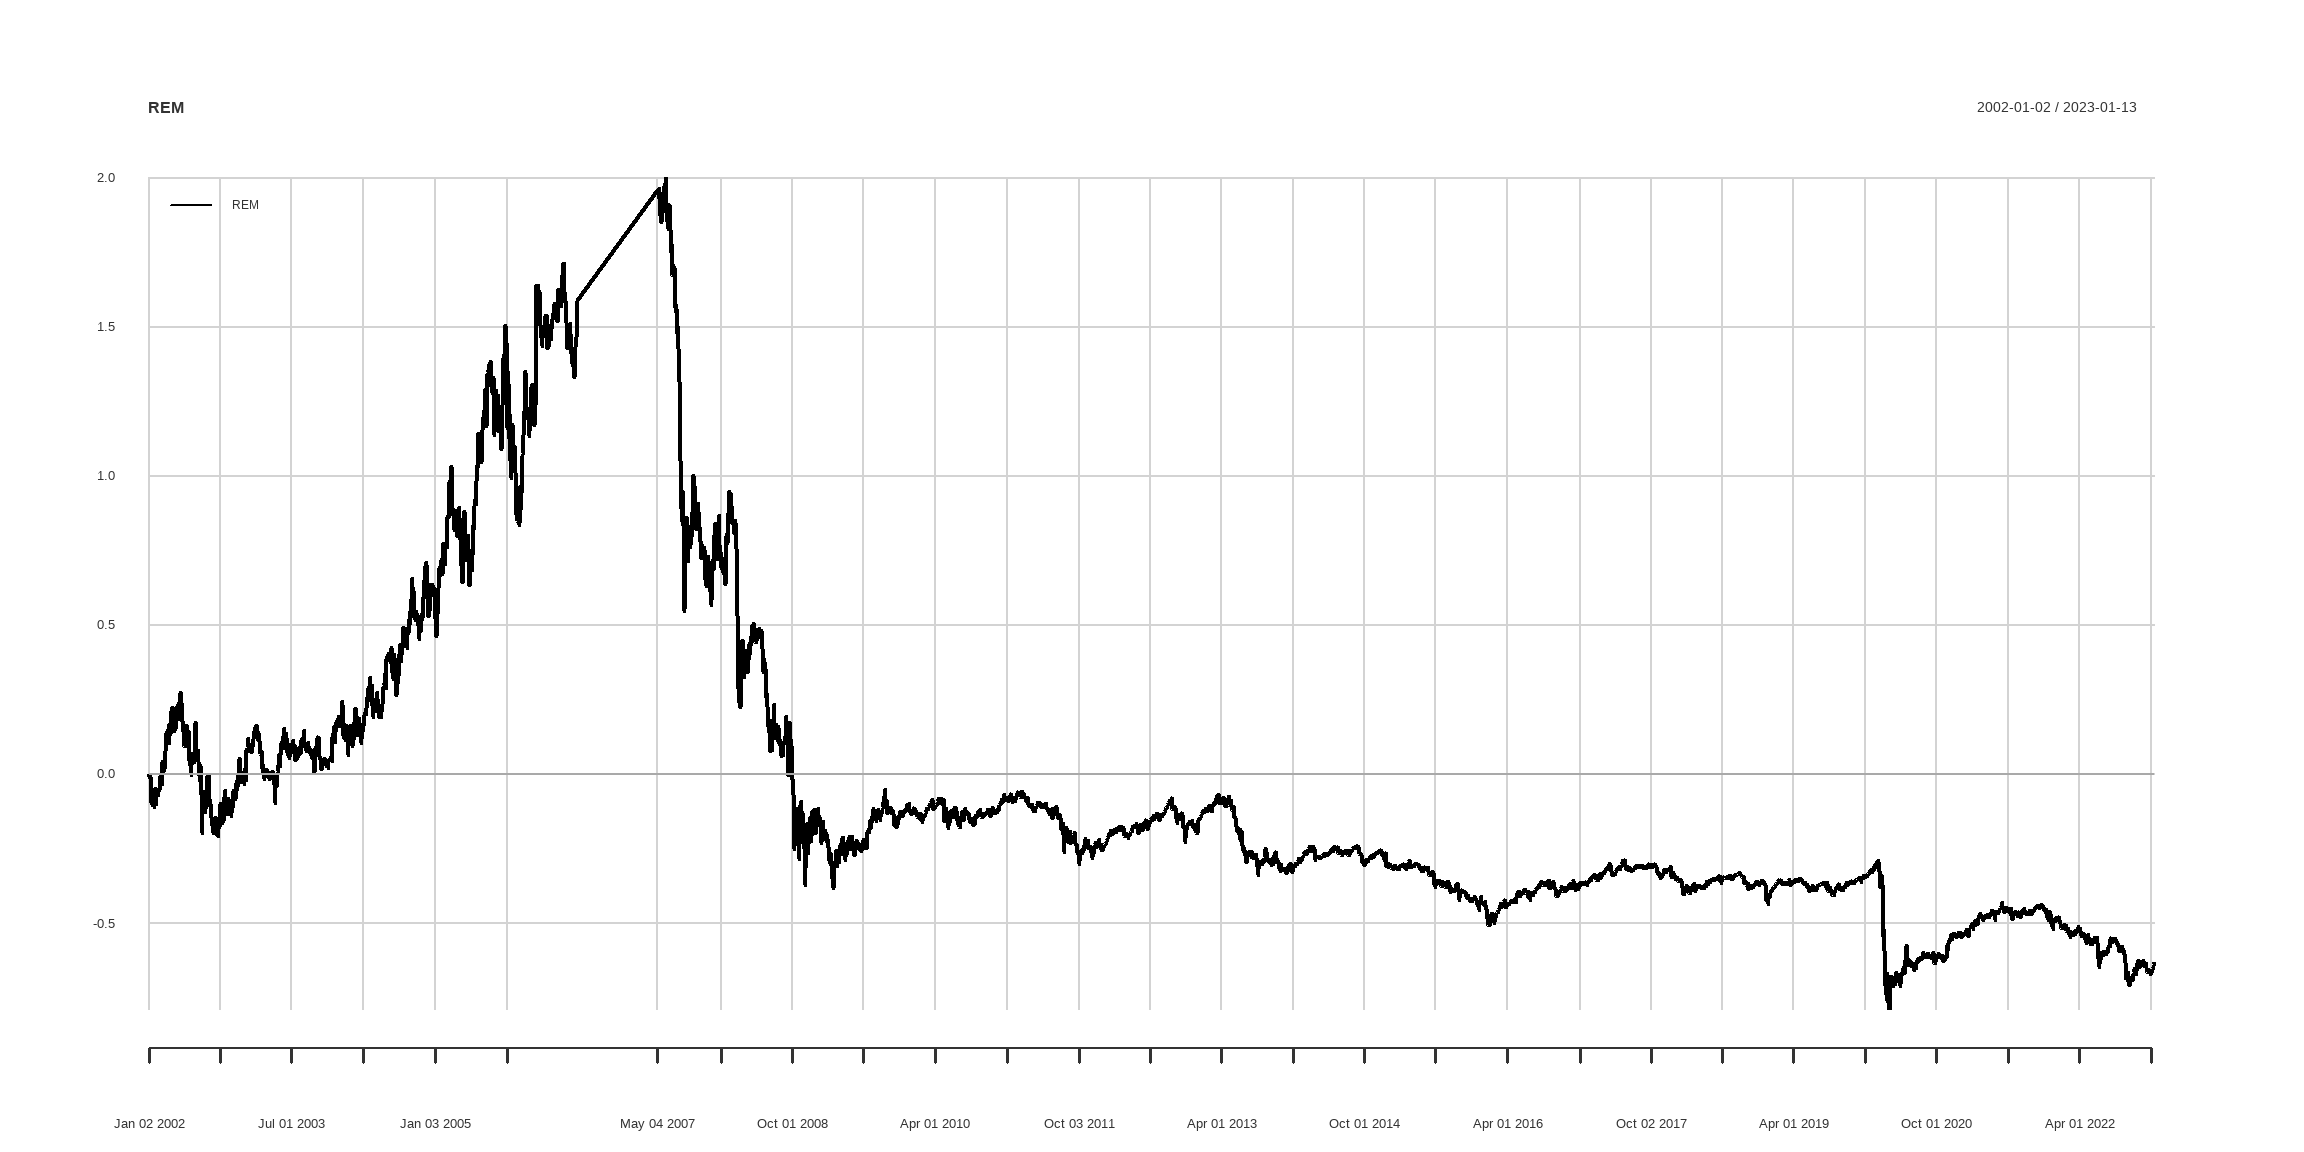 REM
2002-01-02 / 2023-01-13
2.0
REM
1.5
1.0
0.5
0.0
-0.5
Jan 02 2002
Jul 01 2003
Jan 03 2005
May 04 2007
Oct 01 2008
Apr 01 2010
Oct 03 2011
Apr 01 2013
Oct 01 2014
Apr 01 2016
Oct 02 2017
Apr 01 2019
Oct 01 2020
Apr 01 2022